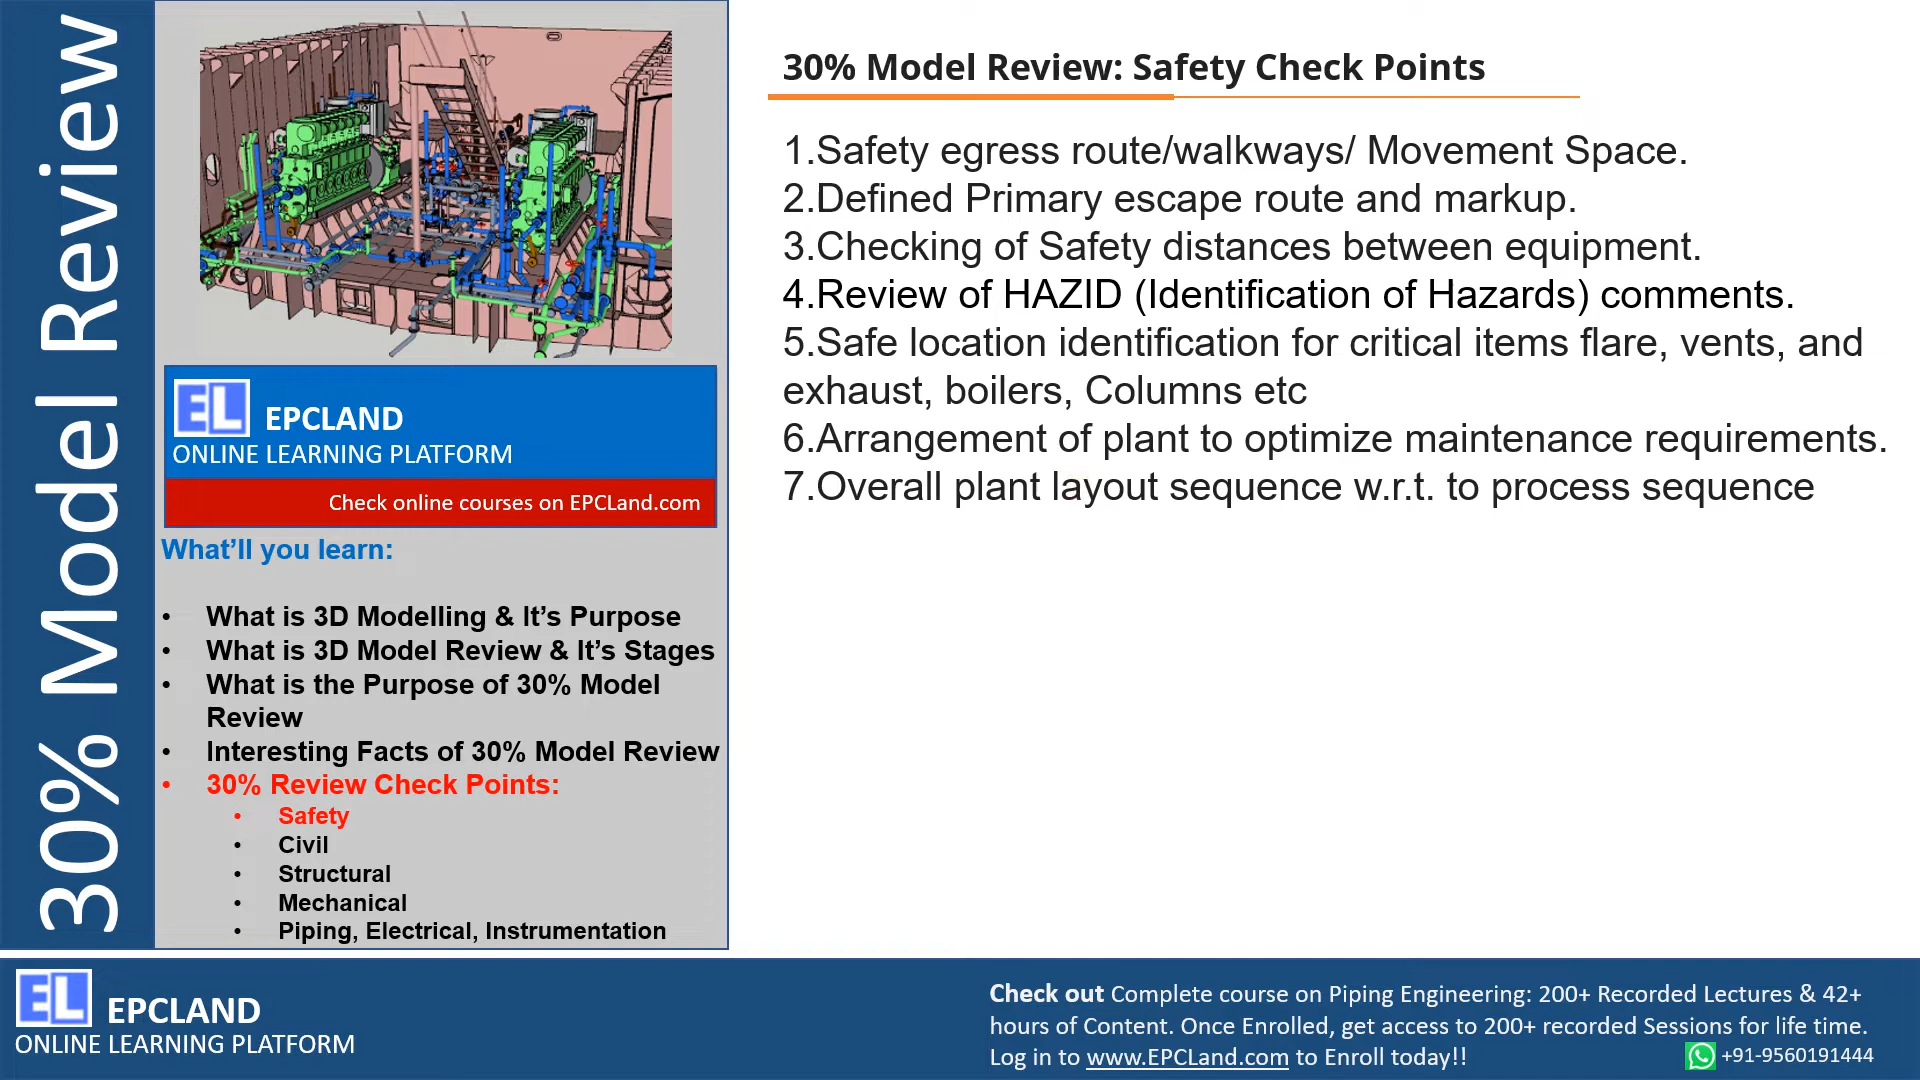 30% Model Review
EL EPCLAND
ONLINE LEARNING PLATFORM
Check online courses on EPCLand.com
What’ll you learn:
• What is 3D Modelling & It’s Purpose
• What is 3D Model Review & It’s Stages
• What is the Purpose of 30% Model
Review
• Interesting Facts of 30% Model Review
• 30% Review Check Points:
• Safety
• Civil
• Structural
• Mechanical
• Piping, Electrical, Instrumentation
30% Model Review: Safety Check Points
1.Safety egress route/walkways/ Movement Space.
2.Defined Primary escape route and markup.
3.Checking of Safety distances between equipment.
4.Review of HAZID (Identification of Hazards) comments.
5.Safe location identification for critical items flare, vents, and
exhaust, boilers, Columns etc
6.Arrangement of plant to optimize maintenance requirements.
7.Overall plant layout sequence w.r.t. to process sequence
EL EPCLAND
ONLINE LEARNING PLATFORM
Check out Complete course on Piping Engineering: 200+ Recorded Lectures & 42+
hours of Content. Once Enrolled, get access to 200+ recorded Sessions for life time.
Log in to www.EPCLand.com to Enroll today!!
+91-9560191444